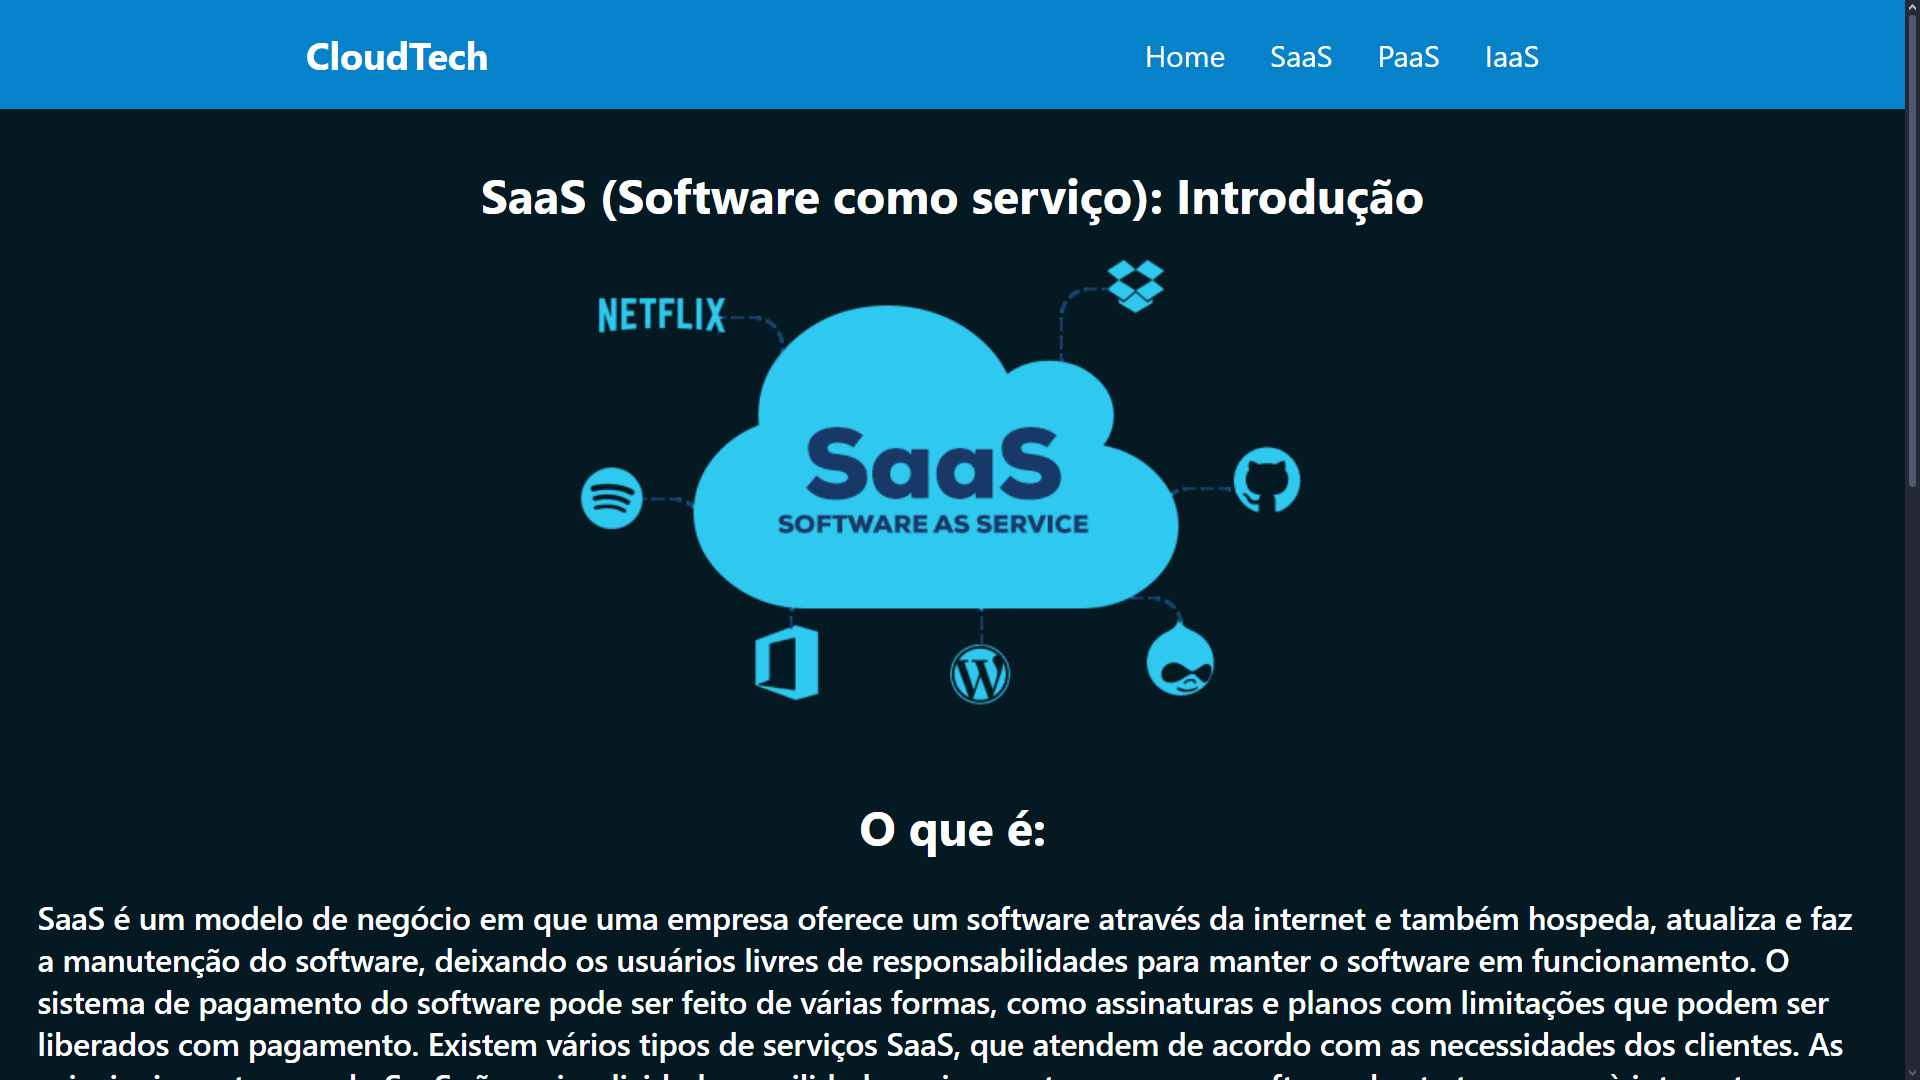 CloudTech
Home SaaS PaaS IaaS
SaaS (Software como serviço): Introdução
NETFLIX
SaaS
SOFTWARE AS SERVICE
O que é:
SaaS é um modelo de negócio em que uma empresa oferece um software através da internet e também hospeda, atualiza e faz
a manutenção do software, deixando os usuários livres de responsabilidades para manter o software em funcionamento. O
sistema de pagamento do software pode ser feito de várias formas, como assinaturas e planos com limitações que podem ser
liberados com pagamento. Existem vários tipos de serviços SaaS, que atendem de acordo com as necessidades dos clientes. As